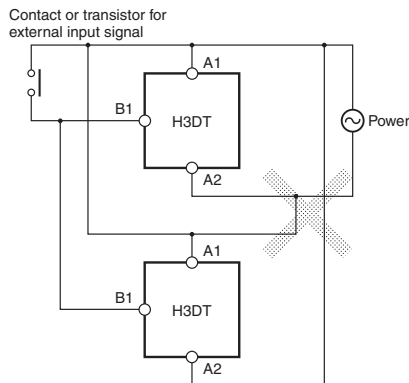 Contact or transistor for
external input signal
A1
B1
H3DT
Power
A2
A1
B1
H3DT
A2